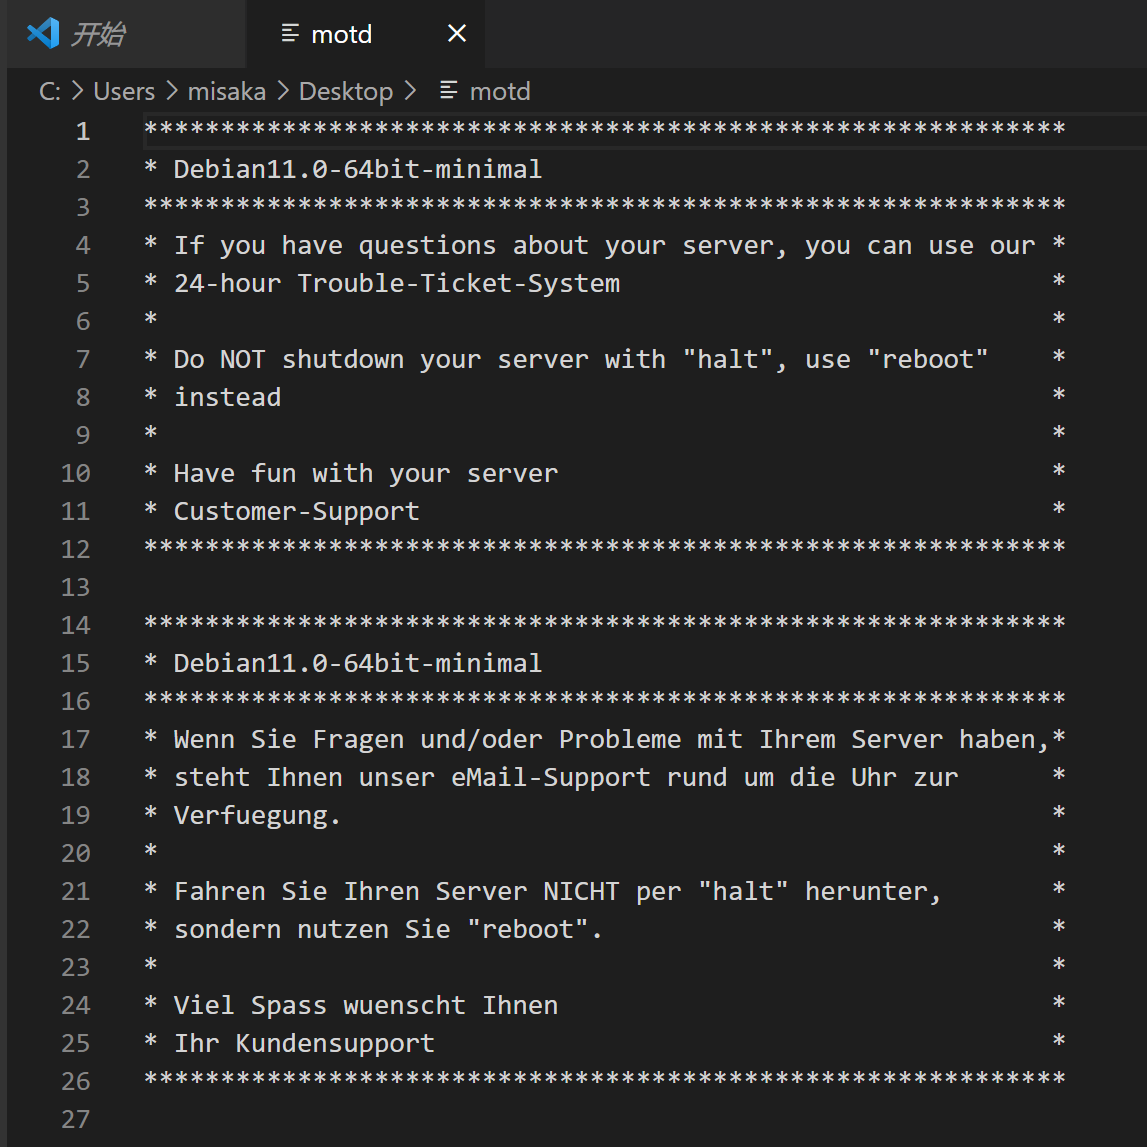 开始
motd
C: > Users > misaka > Desktop > motd
1 ************************************************************
2 * Debian11.0-64bit-minimal
3 ************************************************************
4 * If you have questions about your server, you can use our *
5 * 24-hour Trouble-Ticket-System                            *
6 *                                                          *
7 * Do NOT shutdown your server with "halt", use "reboot"    *
8 * instead                                                  *
9 *                                                          *
10 * Have fun with your server                                *
11 * Customer-Support                                         *
12 ************************************************************
13
14 ************************************************************
15 * Debian11.0-64bit-minimal
16 ************************************************************
17 * Wenn Sie Fragen und/oder Probleme mit Ihrem Server haben,*
18 * steht Ihnen unser eMail-Support rund um die Uhr zur      *
19 * Verfuegung.                                              *
20 *                                                          *
21 * Fahren Sie Ihren Server NICHT per "halt" herunter,       *
22 * sondern nutzen Sie "reboot".                             *
23 *                                                          *
24 * Viel Spass wuenscht Ihnen                                *
25 * Ihr Kundensupport                                        *
26 ************************************************************
27